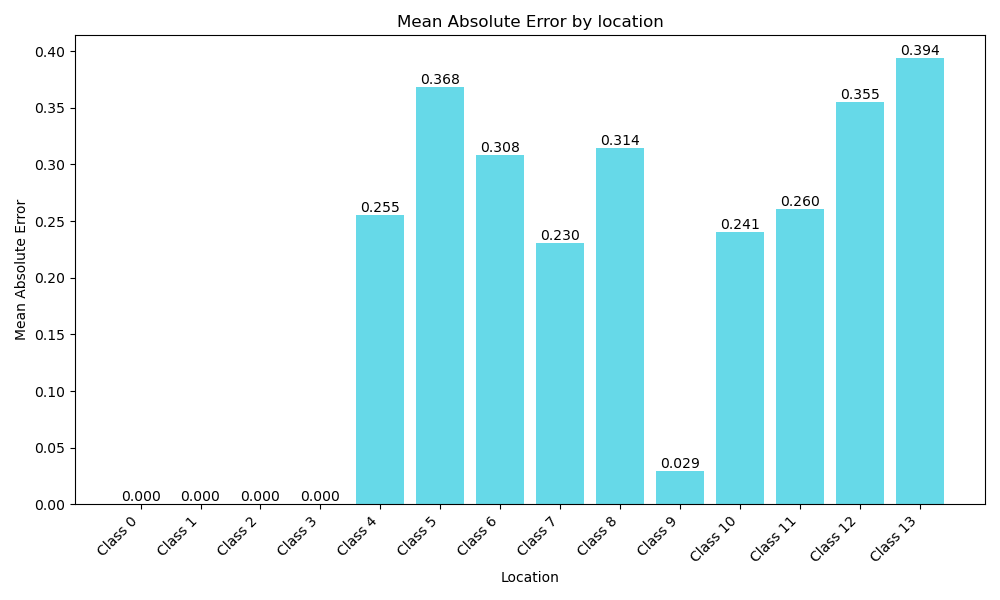 Mean Absolute Error by location
Mean Absolute Error
0.40
0.35
0.30
0.25
0.20
0.15
0.10
0.05
0.00
0.000
0.000
0.000
0.000
0.255
0.368
0.308
0.230
0.314
0.029
0.241
0.260
0.355
0.394
Class 0
Class 1
Class 2
Class 3
Class 4
Class 5
Class 6
Class 7
Class 8
Class 9
Class 10
Class 11
Class 12
Class 13
Location